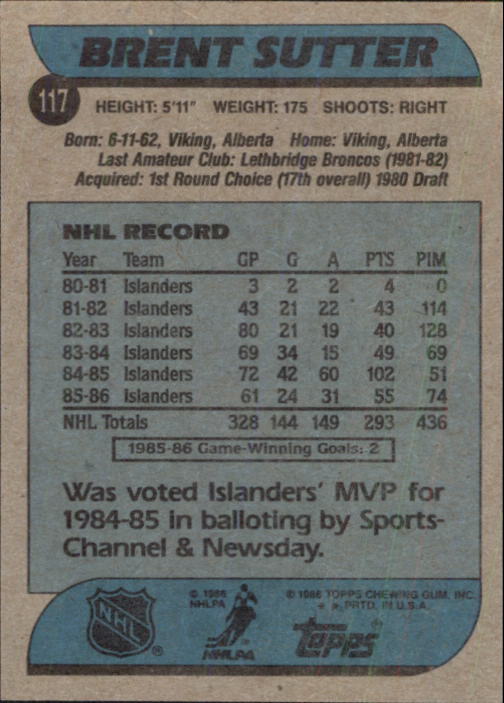 BRENT SUTTER
117
HEIGHT: 5'11" WEIGHT: 175 SHOOTS: RIGHT
Born: 6-11-62, Viking, Alberta Home: Viking, Alberta
Last Amateur Club: Lethbridge Broncos (1981-82)
Acquired: 1st Round Choice (17th overall) 1980 Draft
NHL RECORD
Year Team GP G A PTS PIM
80-81 Islanders 3 2 2 4 0
81-82 Islanders 43 21 22 43 114
82-83 Islanders 80 21 19 40 128
83-84 Islanders 69 34 15 49 69
84-85 Islanders 72 42 60 102 51
85-86 Islanders 61 24 31 55 74
NHL Totals 328 144 149 293 436
1985-86 Game-Winning Goals: 2
Was voted Islanders' MVP for
1984-85 in balloting by Sports-
Channel & Newsday.
NHL ®
© 1986
NHLPA
NHLPA
© 1986 TOPPS CHEWING GUM, INC.
PRTD. IN U.S.A.
TOPPS ®